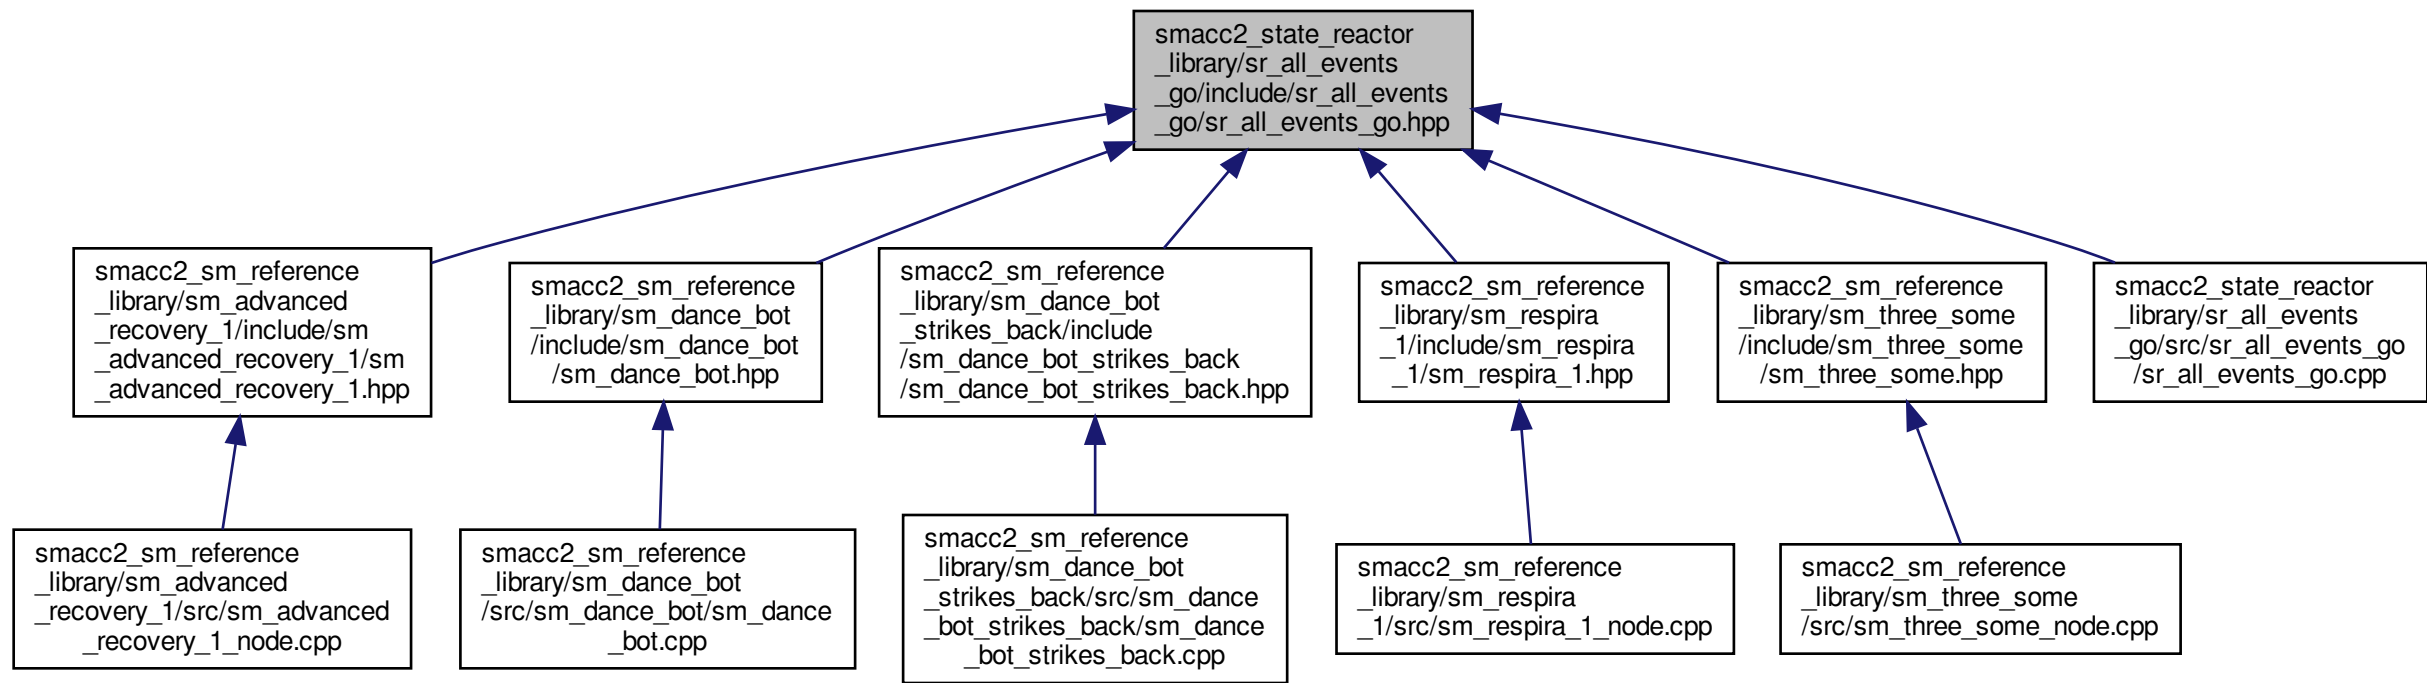 smacc2_state_reactor
_library/sr_all_events
_go/include/sr_all_events
_go/sr_all_events_go.hpp
smacc2_sm_reference
_library/sm_advanced
_recovery_1/include/sm
_advanced_recovery_1/sm
_advanced_recovery_1.hpp
smacc2_sm_reference
_library/sm_dance_bot
/include/sm_dance_bot
/sm_dance_bot.hpp
smacc2_sm_reference
_library/sm_dance_bot
_strikes_back/include
/sm_dance_bot_strikes_back
/sm_dance_bot_strikes_back.hpp
smacc2_sm_reference
_library/sm_respira
_1/include/sm_respira
_1/sm_respira_1.hpp
smacc2_sm_reference
_library/sm_three_some
/include/sm_three_some
/sm_three_some.hpp
smacc2_state_reactor
_library/sr_all_events
_go/src/sr_all_events_go
/sr_all_events_go.cpp
smacc2_sm_reference
_library/sm_advanced
_recovery_1/src/sm_advanced
_recovery_1_node.cpp
smacc2_sm_reference
_library/sm_dance_bot
/src/sm_dance_bot/sm_dance
_bot.cpp
smacc2_sm_reference
_library/sm_dance_bot
_strikes_back/src/sm_dance
_bot_strikes_back/sm_dance
_bot_strikes_back.cpp
smacc2_sm_reference
_library/sm_respira
_1/src/sm_respira_1_node.cpp
smacc2_sm_reference
_library/sm_three_some
/src/sm_three_some_node.cpp